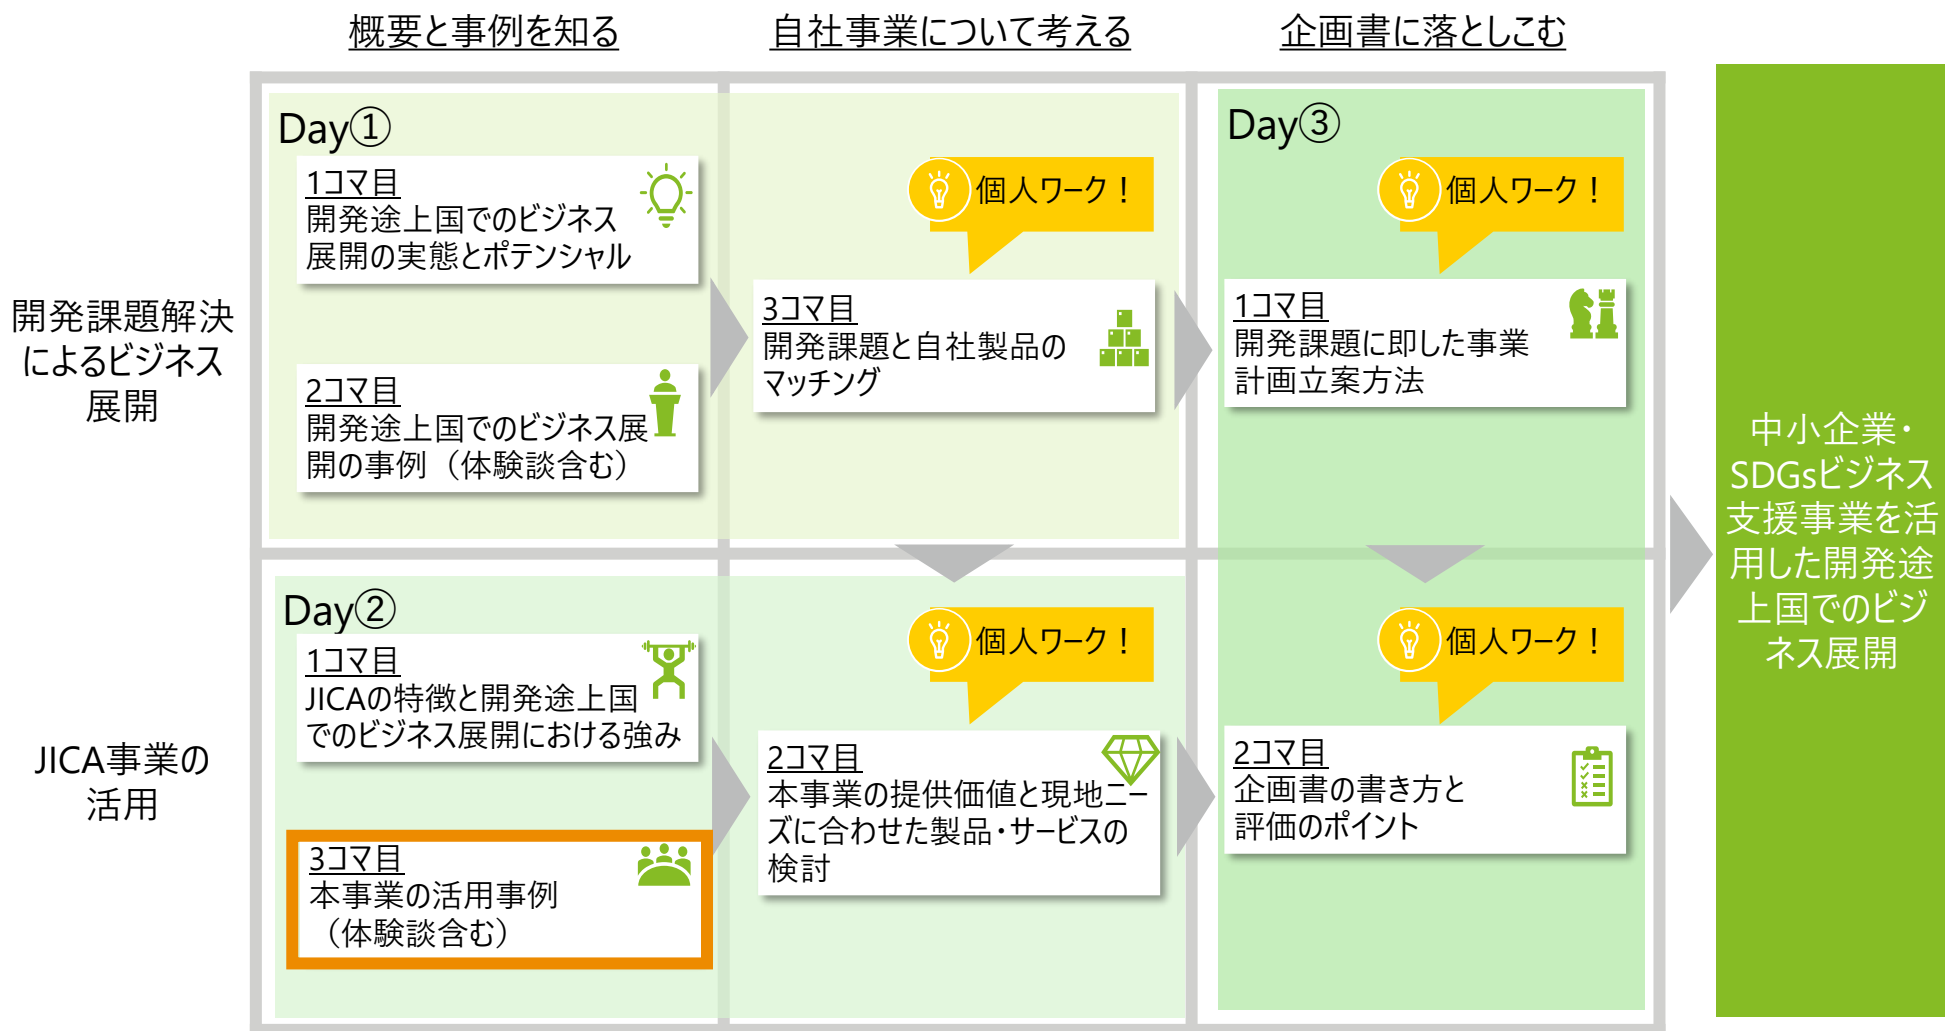 概要と事例を知る
自社事業について考える
企画書に落としこむ
開発課題解決
によるビジネス
展開
Day①
1コマ目
開発途上国でのビジネス
展開の実態とポテンシャル
2コマ目
開発途上国でのビジネス展
開の事例（体験談含む）
個人ワーク！
3コマ目
開発課題と自社製品の
マッチング
Day③
個人ワーク！
1コマ目
開発課題に即した事業
計画立案方法
JICA事業の
活用
Day②
1コマ目
JICAの特徴と開発途上国
でのビジネス展開における強み
3コマ目
本事業の活用事例
（体験談含む）
個人ワーク！
2コマ目
本事業の提供価値と現地ニー
ズに合わせた製品・サービスの
検討
個人ワーク！
2コマ目
企画書の書き方と
評価のポイント
中小企業・
SDGsビジネス
支援事業を活
用した開発途
上国でのビジ
ネス展開